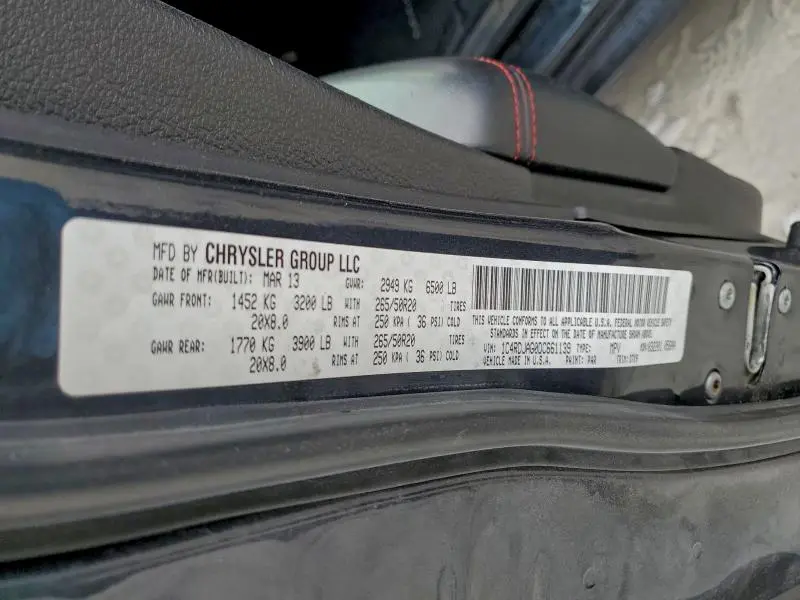 MFD BY CHRYSLER GROUP LLC
DATE OF MFR(BUILT): MAR 13 GVWR: 2949 KG 6500 LB
GAWR FRONT: 1452 KG 3200 LB WITH 265/50R20 TIRES
20X8.0 RIMS AT 250 KPA ( 36 PSI) COLD
GAWR REAR: 1770 KG 3900 LB WITH 265/50R20 TIRES
20X8.0 RIMS AT 250 KPA ( 36 PSI) COLD
THIS VEHICLE CONFORMS TO ALL APPLICABLE U.S.A. FEDERAL MOTOR VEHICLE SAFETY
STANDARDS IN EFFECT ON THE DATE OF MANUFACTURE SHOWN ABOVE.
VIN: 1C4RDJAG0DC661139 TYPE: MPV MDH:
VEHICLE MADE IN U.S.A. PAINT: PAR TRIM: